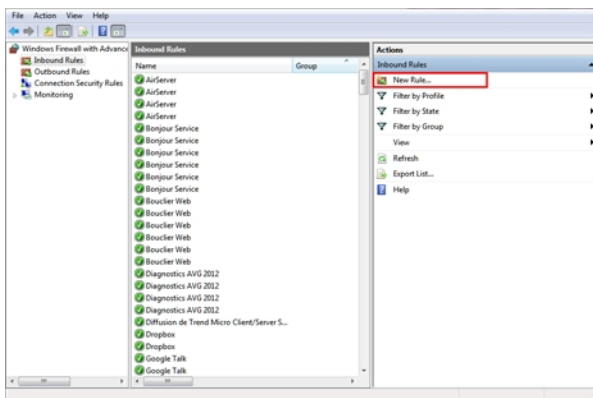 File Action View Help
Windows Firewall with Advance
Inbound Rules
Outbound Rules
Connection Security Rules
Monitoring
Inbound Rules
Name Group
AirServer
AirServer
AirServer
AirServer
Bonjour Service
Bonjour Service
Bonjour Service
Bonjour Service
Bonjour Service
Bonjour Service
Bouclier Web
Bouclier Web
Bouclier Web
Bouclier Web
Bouclier Web
Bouclier Web
Diagnostics AVG 2012
Diagnostics AVG 2012
Diagnostics AVG 2012
Diagnostics AVG 2012
Diffusion de Trend Micro Client/Server S...
Dropbox
Dropbox
Google Talk
Google Talk
Actions
Inbound Rules
New Rule...
Filter by Profile
Filter by State
Filter by Group
View
Refresh
Export List...
Help